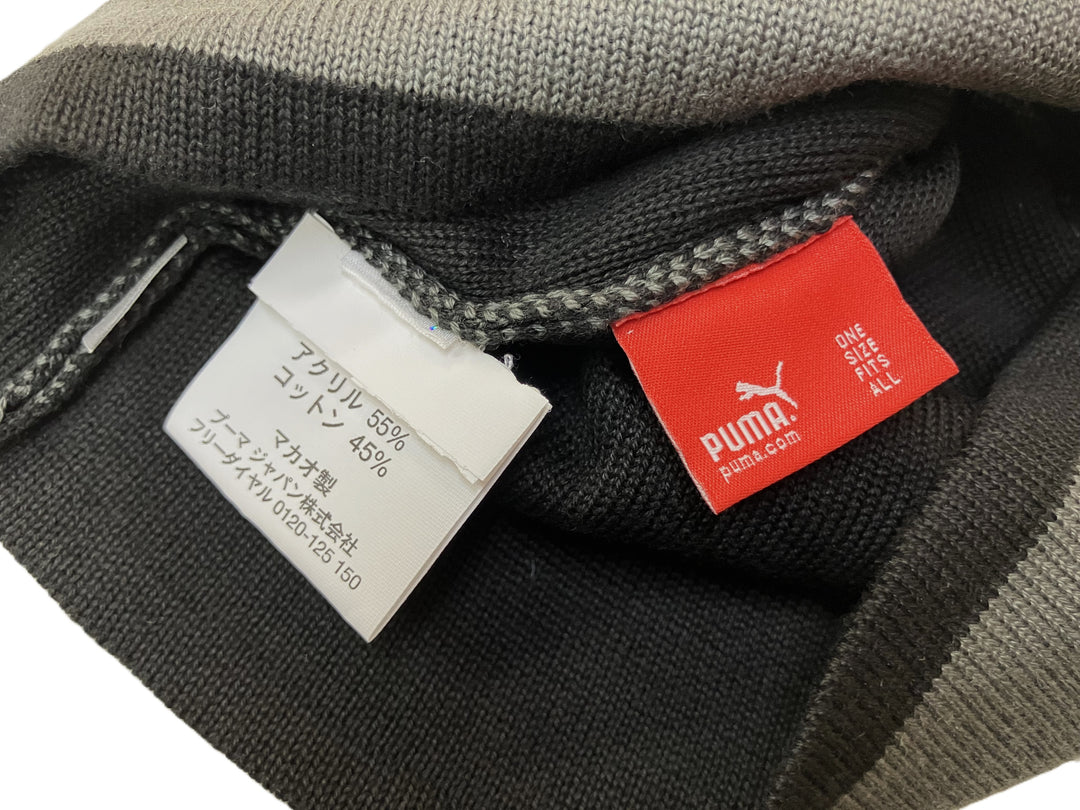 アクリル 55%
コットン 45%
マカオ製
プーマ ジャパン株式会社
フリーダイヤル 0120-125 150
PUMA.
puma.com
ONE
SIZE
FITS
ALL